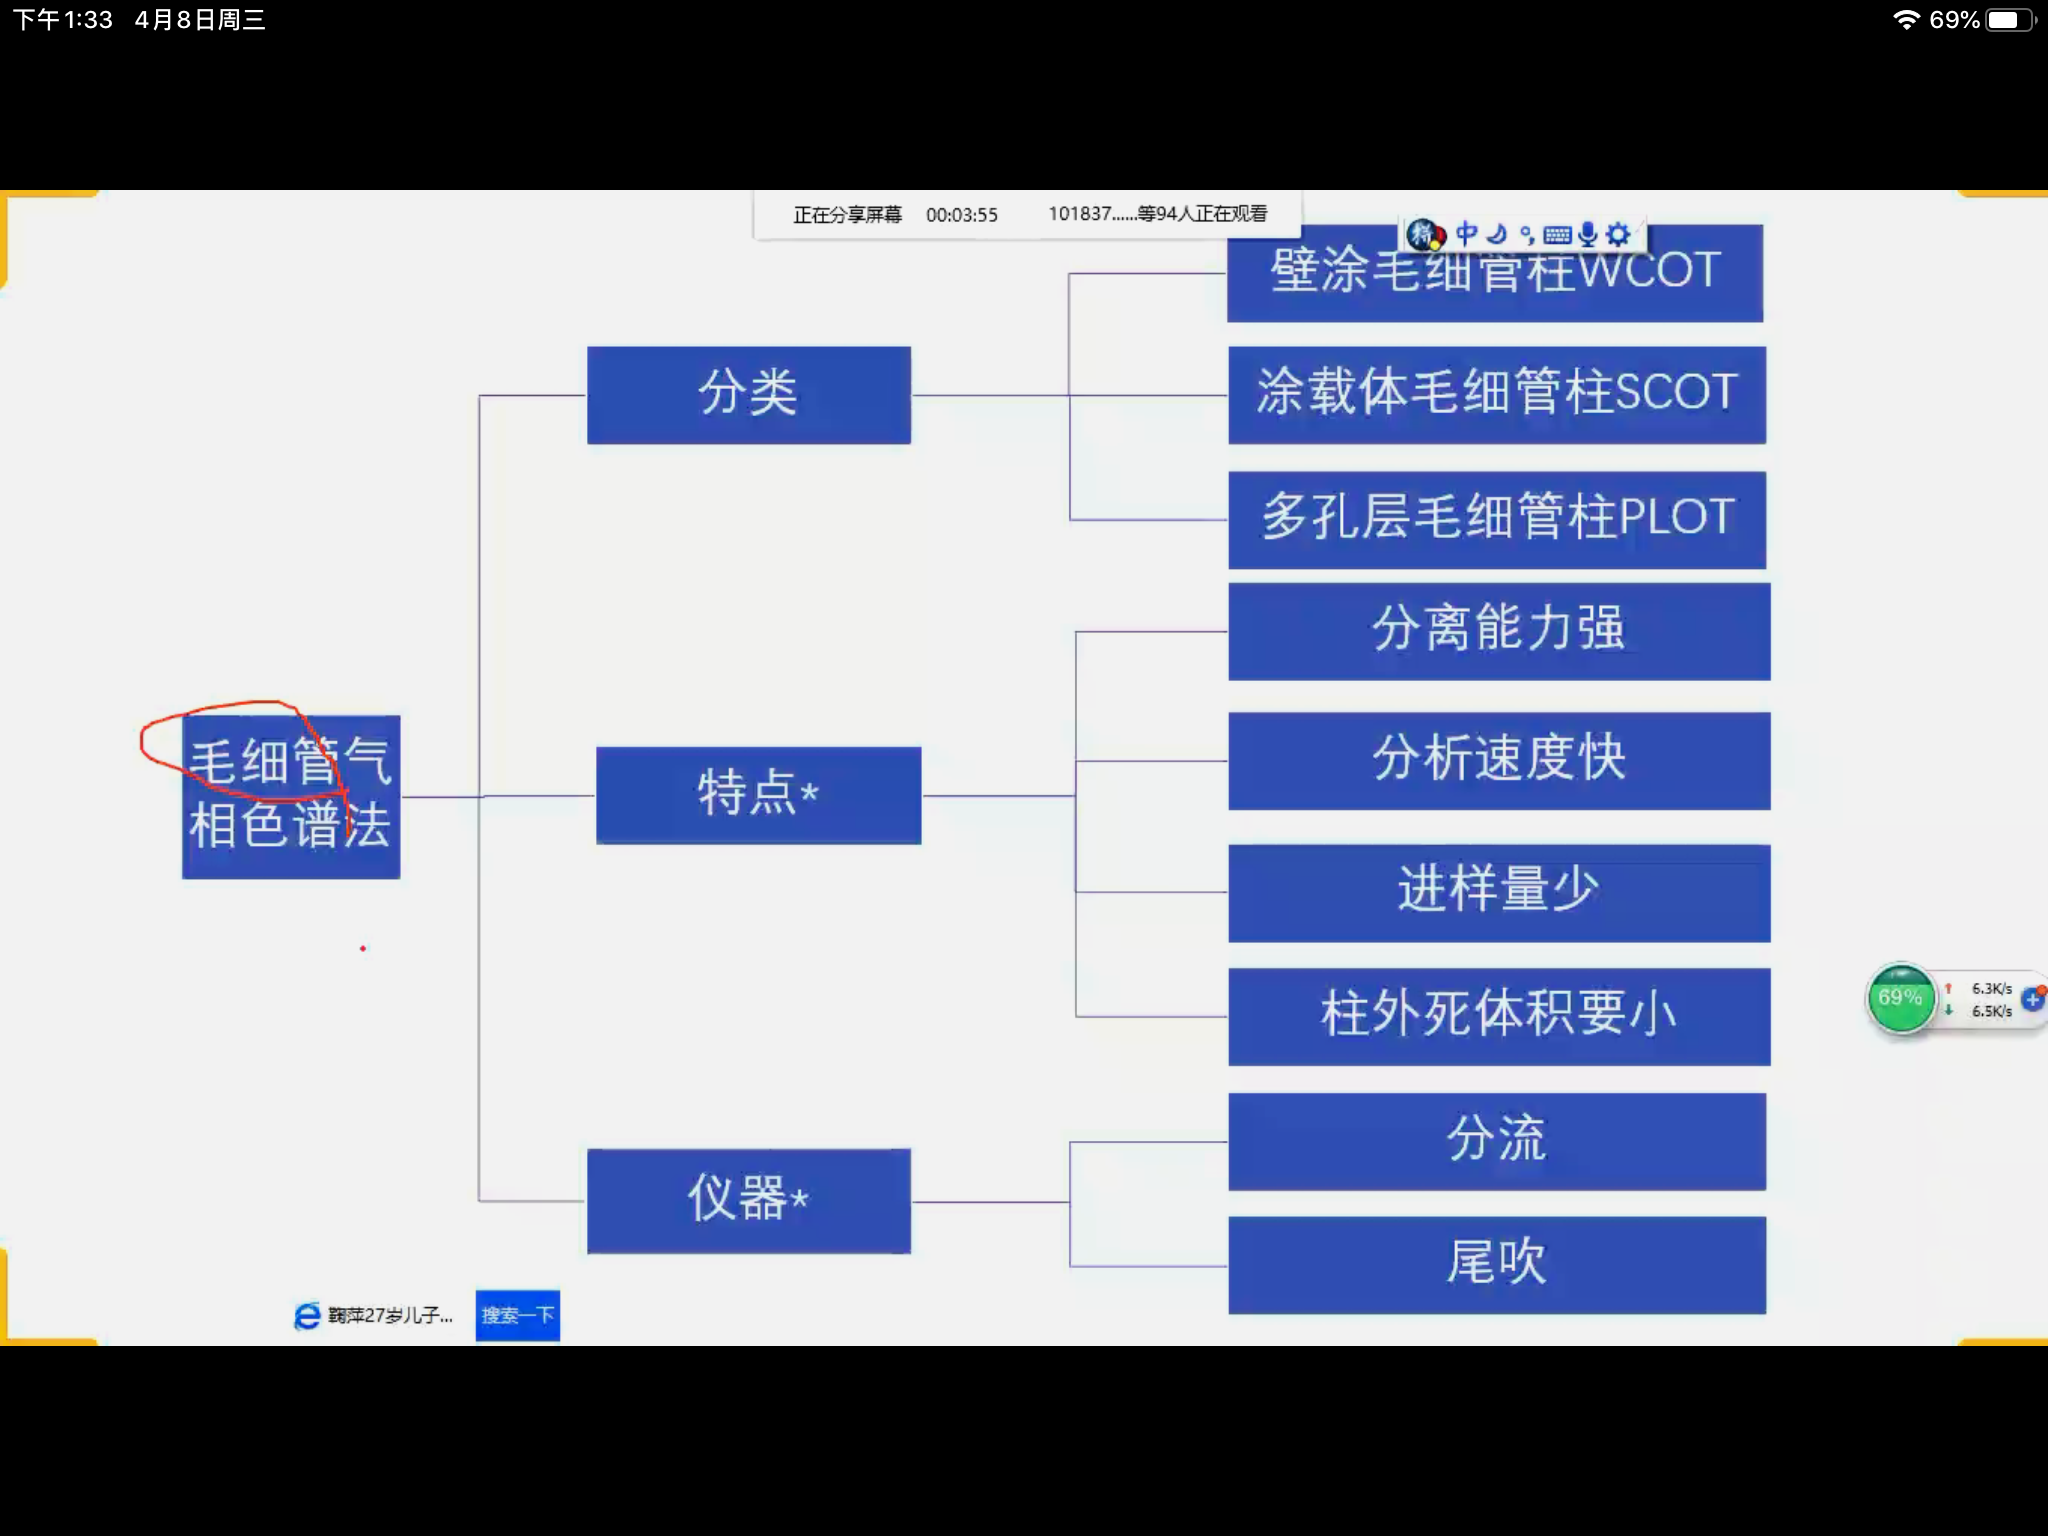 下午1:33 4月8日周三
69%
正在分享屏幕 00:03:55 101837......等94人正在观看
中
壁涂毛细管柱WCOT
分类
涂载体毛细管柱SCOT
多孔层毛细管柱PLOT
分离能力强
毛细管气
相色谱法
特点*
分析速度快
进样量少
柱外死体积要小
69%
6.3K/s
6.5K/s
仪器*
分流
尾吹
鞠萍27岁儿子...
搜索一下